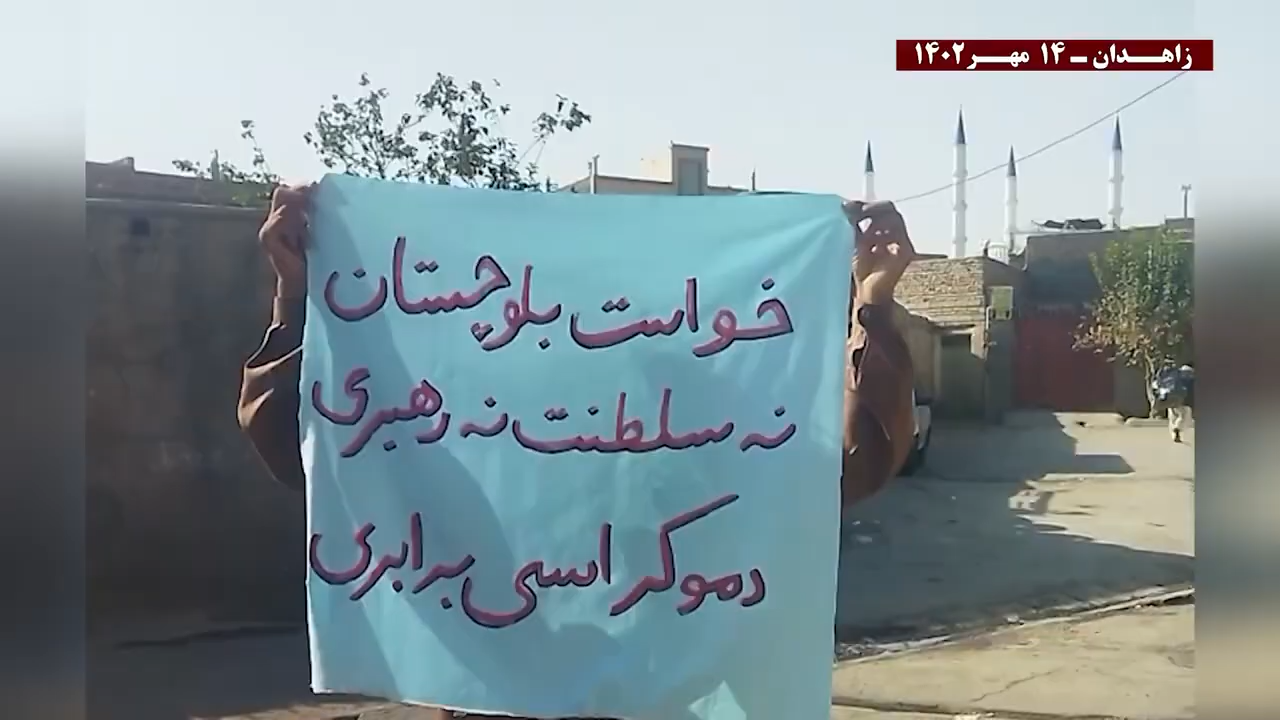 زاهدان ـ ۱۴ مهر ۱۴۰۲
خواست بلوچستان
نه سلطنت نه رهبری
دموکراسی برابری